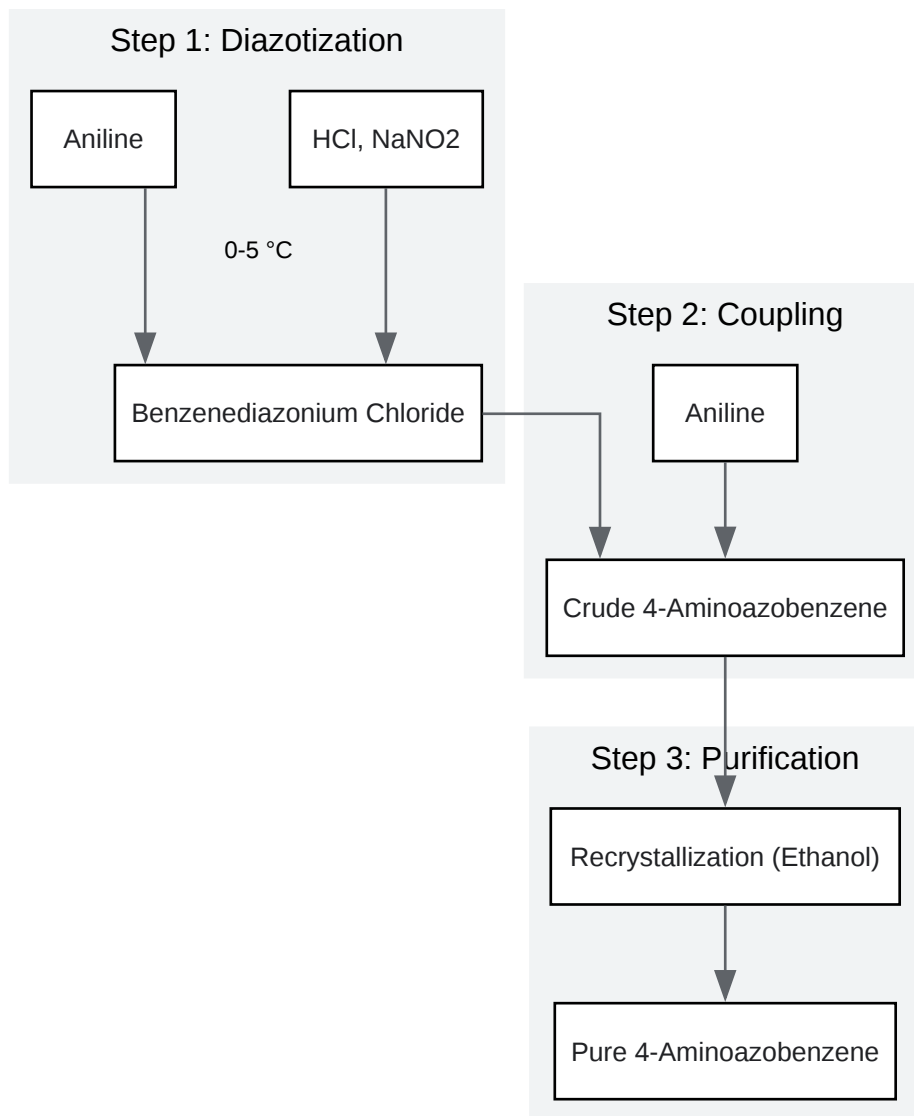 Step 1: Diazotization
Aniline
HCl, NaNO2
0-5 °C
Benzenediazonium Chloride
Step 2: Coupling
Aniline
Crude 4-Aminoazobenzene
Step 3: Purification
Recrystallization (Ethanol)
Pure 4-Aminoazobenzene